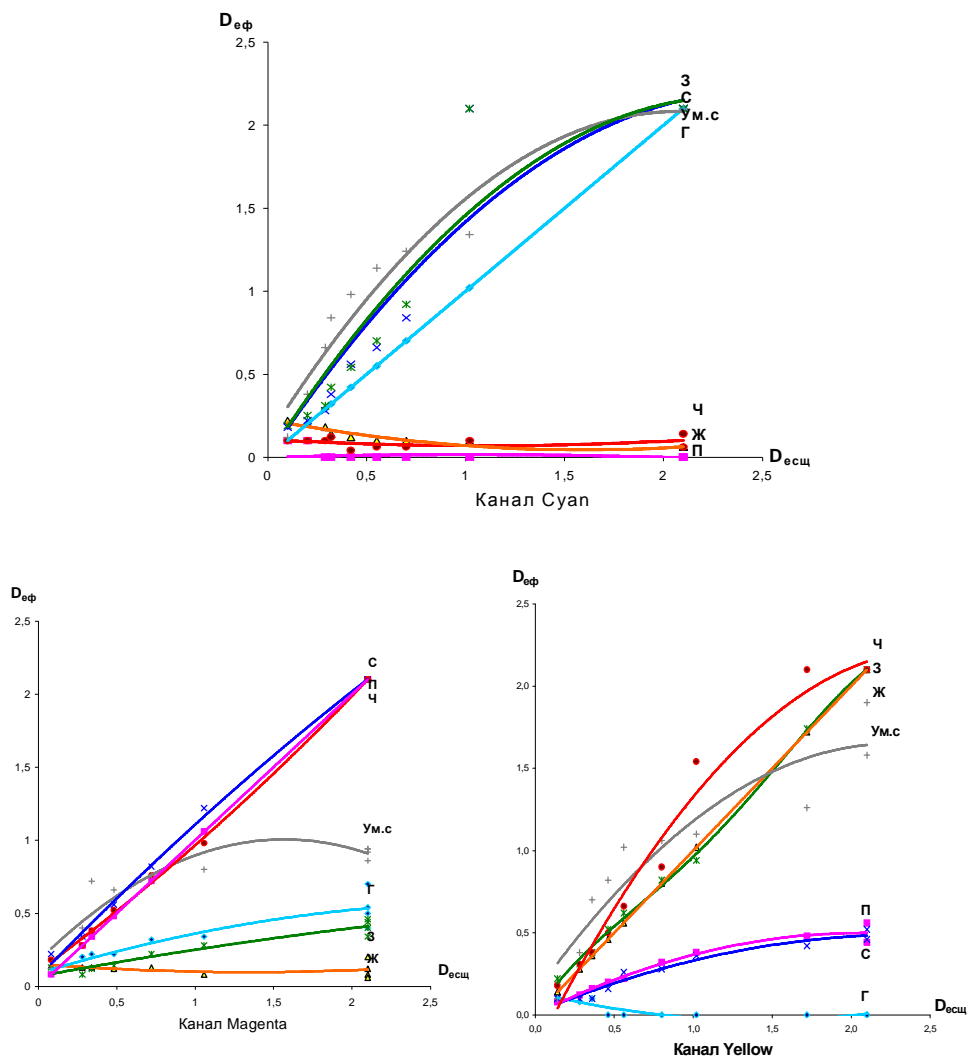 Dеф
2,5
2
1,5
1
0,5
0
З
С
Ум.с
Г
Ч
Ж
П
Dесщ
0 0,5 1 1,5 2 2,5
Канал Cyan
Dеф
2,5
2
1,5
1
0,5
0
С
П
Ч
Ум.с
Г
З
Ж
Dесщ
0 0,5 1 1,5 2 2,5
Канал Magenta
Dеф
2,5
2,0
1,5
1,0
0,5
0,0
Ч
З
Ж
Ум.с
П
С
Г
Dесщ
0,0 0,5 1,0 1,5 2,0 2,5
Канал Yellow